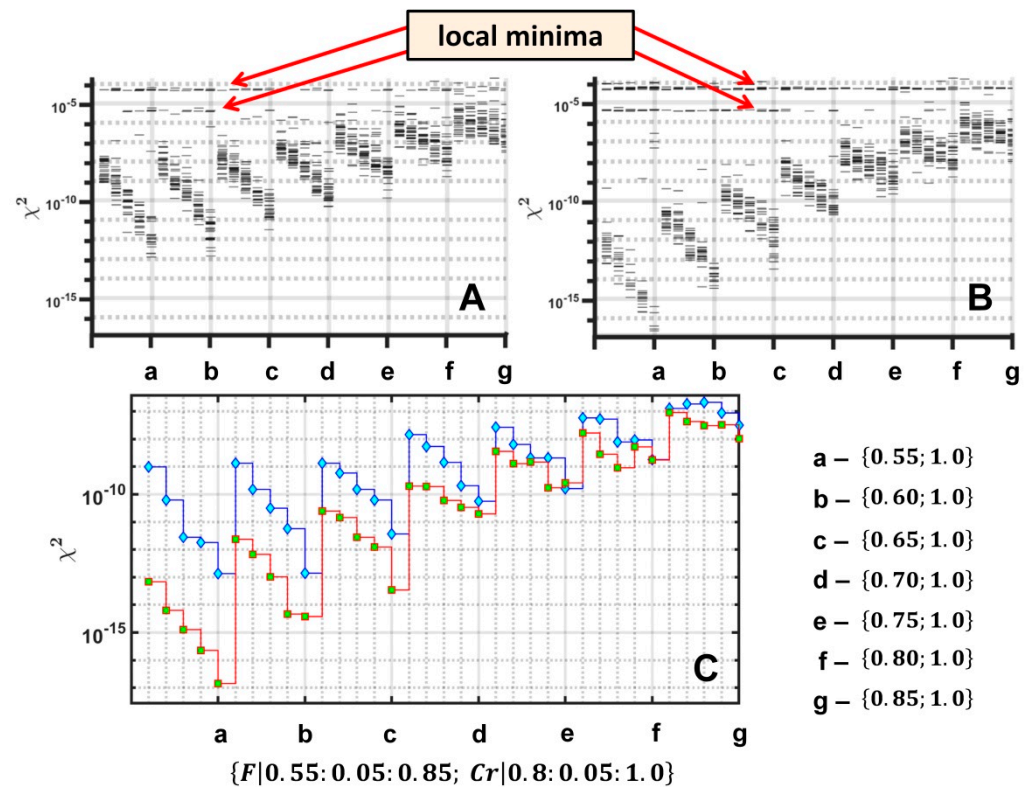 local minima
10⁻⁵
10⁻¹⁰
10⁻¹⁵
χ²
A
a b c d e f g
10⁻⁵
10⁻¹⁰
10⁻¹⁵
χ²
B
a b c d e f g
10⁻¹⁰
10⁻¹⁵
χ²
C
a b c d e f g
{F|0.55:0.05:0.85; Cr|0.8:0.05:1.0}
a – {0.55; 1.0}
b – {0.60; 1.0}
c – {0.65; 1.0}
d – {0.70; 1.0}
e – {0.75; 1.0}
f – {0.80; 1.0}
g – {0.85; 1.0}